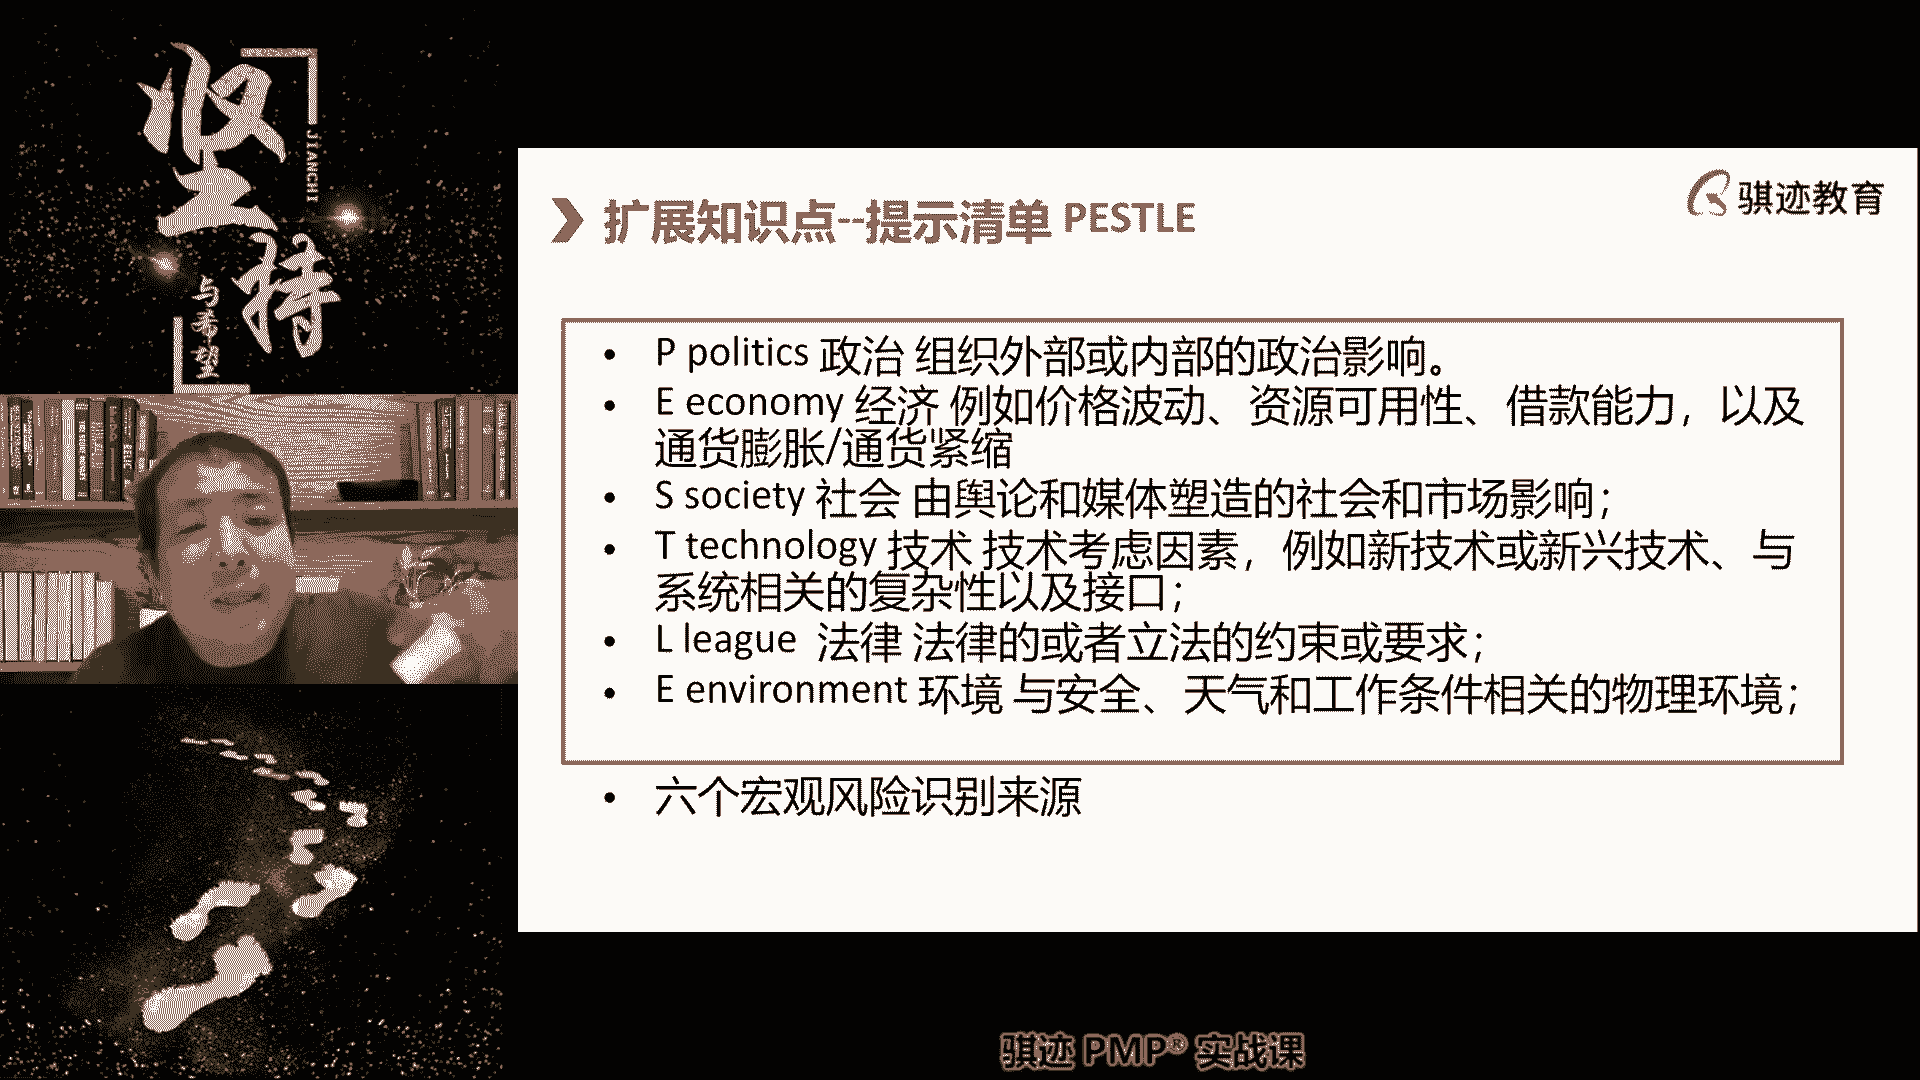 坚持
JIANCHI
与希望
骐迹教育
扩展知识点--提示清单 PESTLE
• P politics 政治 组织外部或内部的政治影响。
• E economy 经济 例如价格波动、资源可用性、借款能力，以及
通货膨胀/通货紧缩
• S society 社会 由舆论和媒体塑造的社会和市场影响；
• T technology 技术 技术考虑因素，例如新技术或新兴技术、与
系统相关的复杂性以及接口；
• L league 法律 法律的或者立法的约束或要求；
• E environment 环境 与安全、天气和工作条件相关的物理环境；
• 六个宏观风险识别来源
骐迹 PMP® 实战课